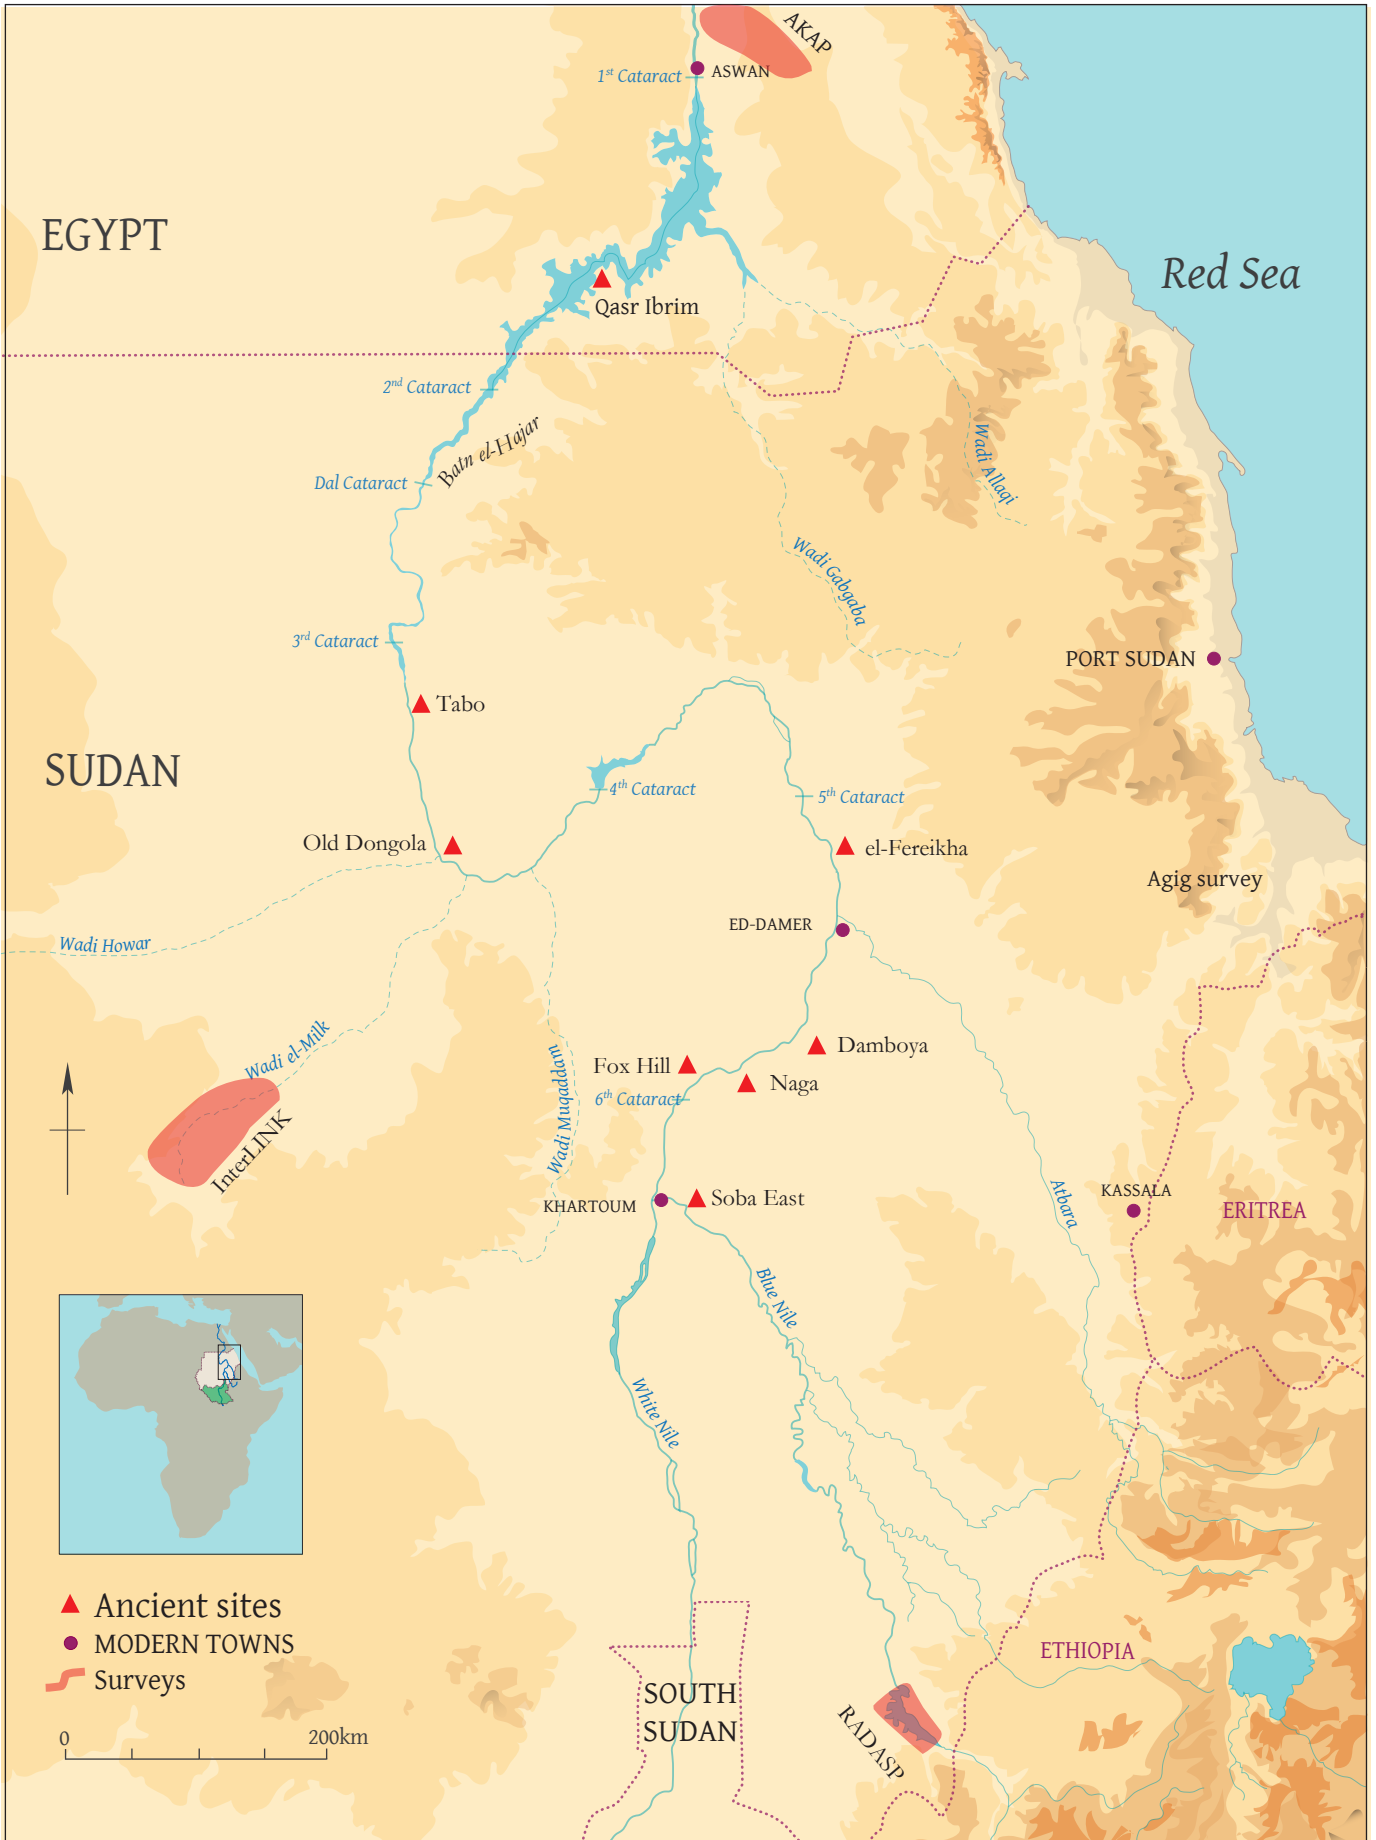 AKAP
1st Cataract
ASWAN
EGYPT
Red Sea
Qasr Ibrim
2nd Cataract
Batn el-Hajar
Wadi Allaqi
Dal Cataract
Wadi Gabgaba
3rd Cataract
PORT SUDAN
Tabo
SUDAN
4th Cataract
5th Cataract
Old Dongola
el-Fereikha
Agig survey
ED-DAMER
Wadi Howar
Wadi el-Milk
Damboya
Fox Hill
Naga
6th Cataract
Wadi Muqaddam
InterLINK
KHARTOUM
Soba East
Atbara
KASSALA
ERITREA
Blue Nile
White Nile
Ancient sites
MODERN TOWNS
Surveys
ETHIOPIA
SOUTH
SUDAN
RADASP
0
200km